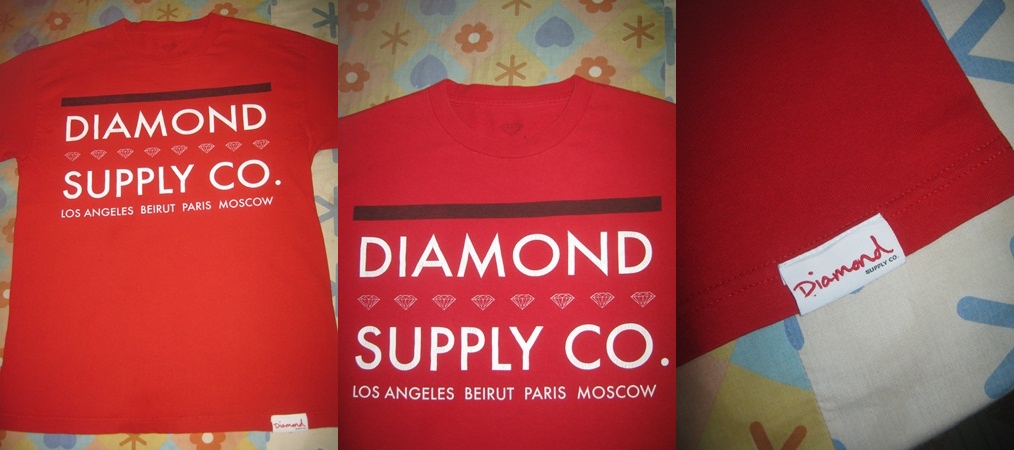 DIAMOND
SUPPLY CO.
LOS ANGELES BEIRUT PARIS MOSCOW
Diamond
DIAMOND
SUPPLY CO.
LOS ANGELES BEIRUT PARIS MOSCOW
Diamond
SUPPLY CO.